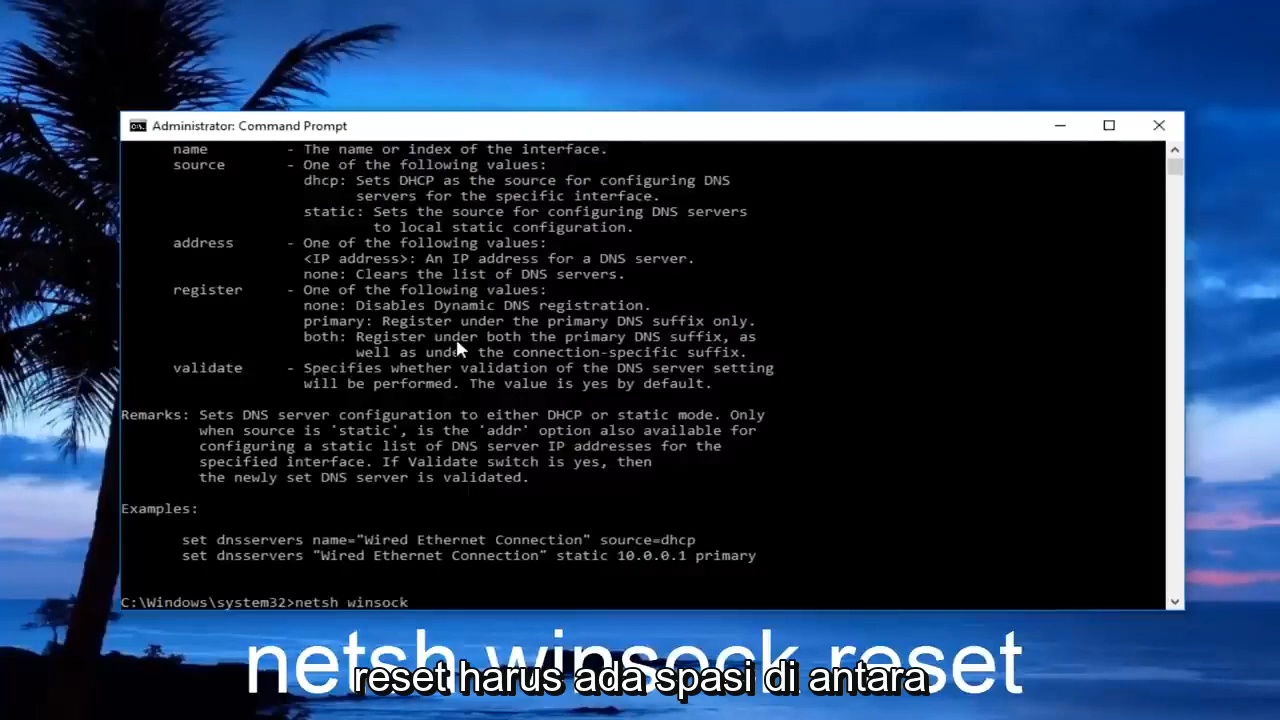 Administrator: Command Prompt
name - The name or index of the interface.
source - One of the following values:
dhcp: Sets DHCP as the source for configuring DNS
servers for the specific interface.
static: Sets the source for configuring DNS servers
to local static configuration.
address - One of the following values:
<IP address>: An IP address for a DNS server.
none: Clears the list of DNS servers.
register - One of the following values:
none: Disables Dynamic DNS registration.
primary: Register under the primary DNS suffix only.
both: Register under both the primary DNS suffix, as
well as under the connection-specific suffix.
validate - Specifies whether validation of the DNS server setting
will be performed. The value is yes by default.
Remarks: Sets DNS server configuration to either DHCP or static mode. Only
when source is 'static', is the 'addr' option also available for
configuring a static list of DNS server IP addresses for the
specified interface. If Validate switch is yes, then
the newly set DNS server is validated.
Examples:
set dnsservers name="Wired Ethernet Connection" source=dhcp
set dnsservers "Wired Ethernet Connection" static 10.0.0.1 primary
C:\Windows\system32>netsh winsock
netsh winsock reset
reset harus ada spasi di antara